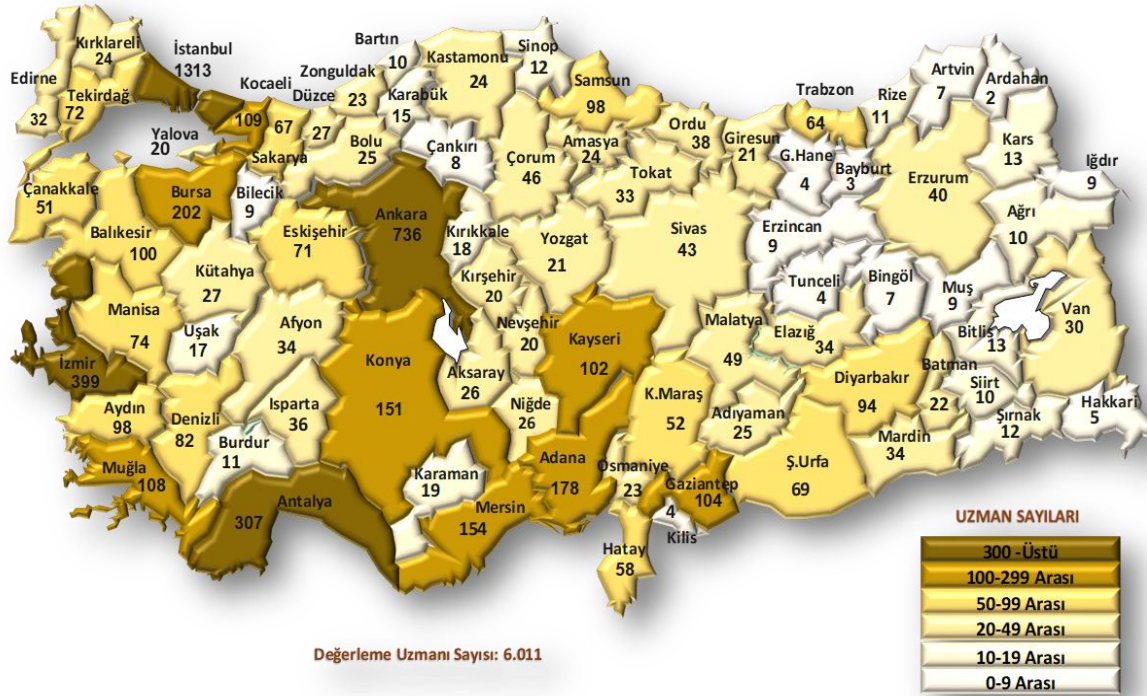 Kırklareli
24
İstanbul
1313
Edirne
32
Tekirdağ
72
Kocaeli
109
Yalova
20
Sakarya
67
Düzce
27
Zonguldak
23
Bartın
10
Karabük
15
Kastamonu
24
Sinop
12
Samsun
98
Bolu
25
Çankırı
8
Çorum
46
Amasya
24
Ordu
38
Giresun
21
Tokat
33
Trabzon
64
Rize
11
Artvin
7
Ardahan
2
Kars
13
Iğdır
9
G.Hane
4
Bayburt
3
Erzurum
40
Ağrı
10
Çanakkale
51
Bursa
202
Bilecik
9
Balıkesir
100
Eskişehir
71
Ankara
736
Kırıkkale
18
Yozgat
21
Sivas
43
Erzincan
9
Kütahya
27
Kırşehir
20
Tunceli
4
Bingöl
7
Muş
9
Van
30
Manisa
74
Uşak
17
Afyon
34
Nevşehir
20
Kayseri
102
Malatya
49
Elazığ
34
Bitlis
13
Batman
22
Siirt
10
İzmir
399
Konya
151
Aksaray
26
Niğde
26
K.Maraş
52
Adıyaman
25
Diyarbakır
94
Şırnak
12
Hakkari
5
Aydın
98
Denizli
82
Isparta
36
Burdur
11
Mardin
34
Muğla
108
Antalya
307
Karaman
19
Mersin
154
Adana
178
Osmaniye
23
Gaziantep
104
Kilis
4
Ş.Urfa
69
Hatay
58
UZMAN SAYILARI
300 -Üstü
100-299 Arası
50-99 Arası
20-49 Arası
10-19 Arası
0-9 Arası
Değerleme Uzmanı Sayısı: 6.011